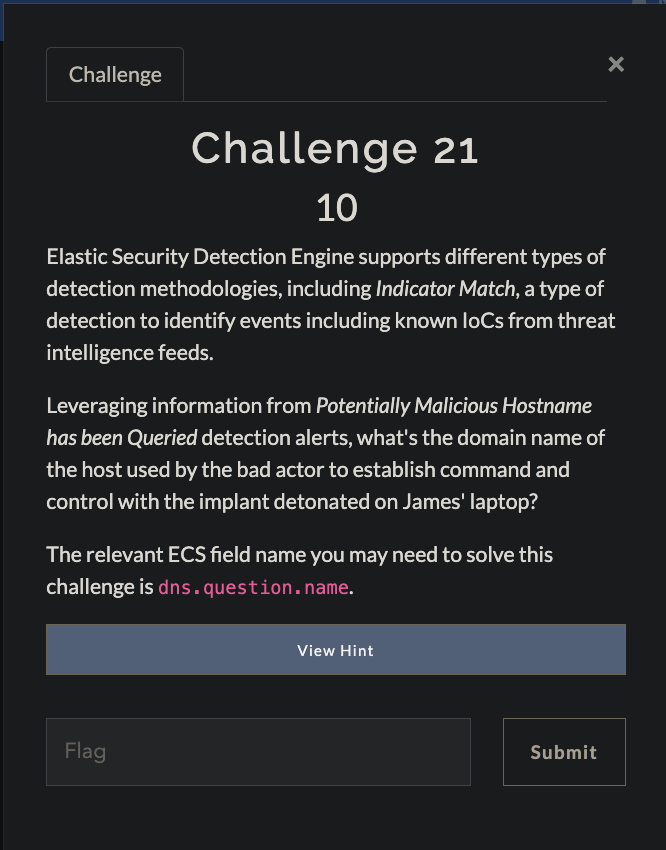 Challenge
×
Challenge 21
10
Elastic Security Detection Engine supports different types of
detection methodologies, including Indicator Match, a type of
detection to identify events including known IoCs from threat
intelligence feeds.
Leveraging information from Potentially Malicious Hostname
has been Queried detection alerts, what's the domain name of
the host used by the bad actor to establish command and
control with the implant detonated on James' laptop?
The relevant ECS field name you may need to solve this
challenge is dns.question.name.
View Hint
Flag
Submit